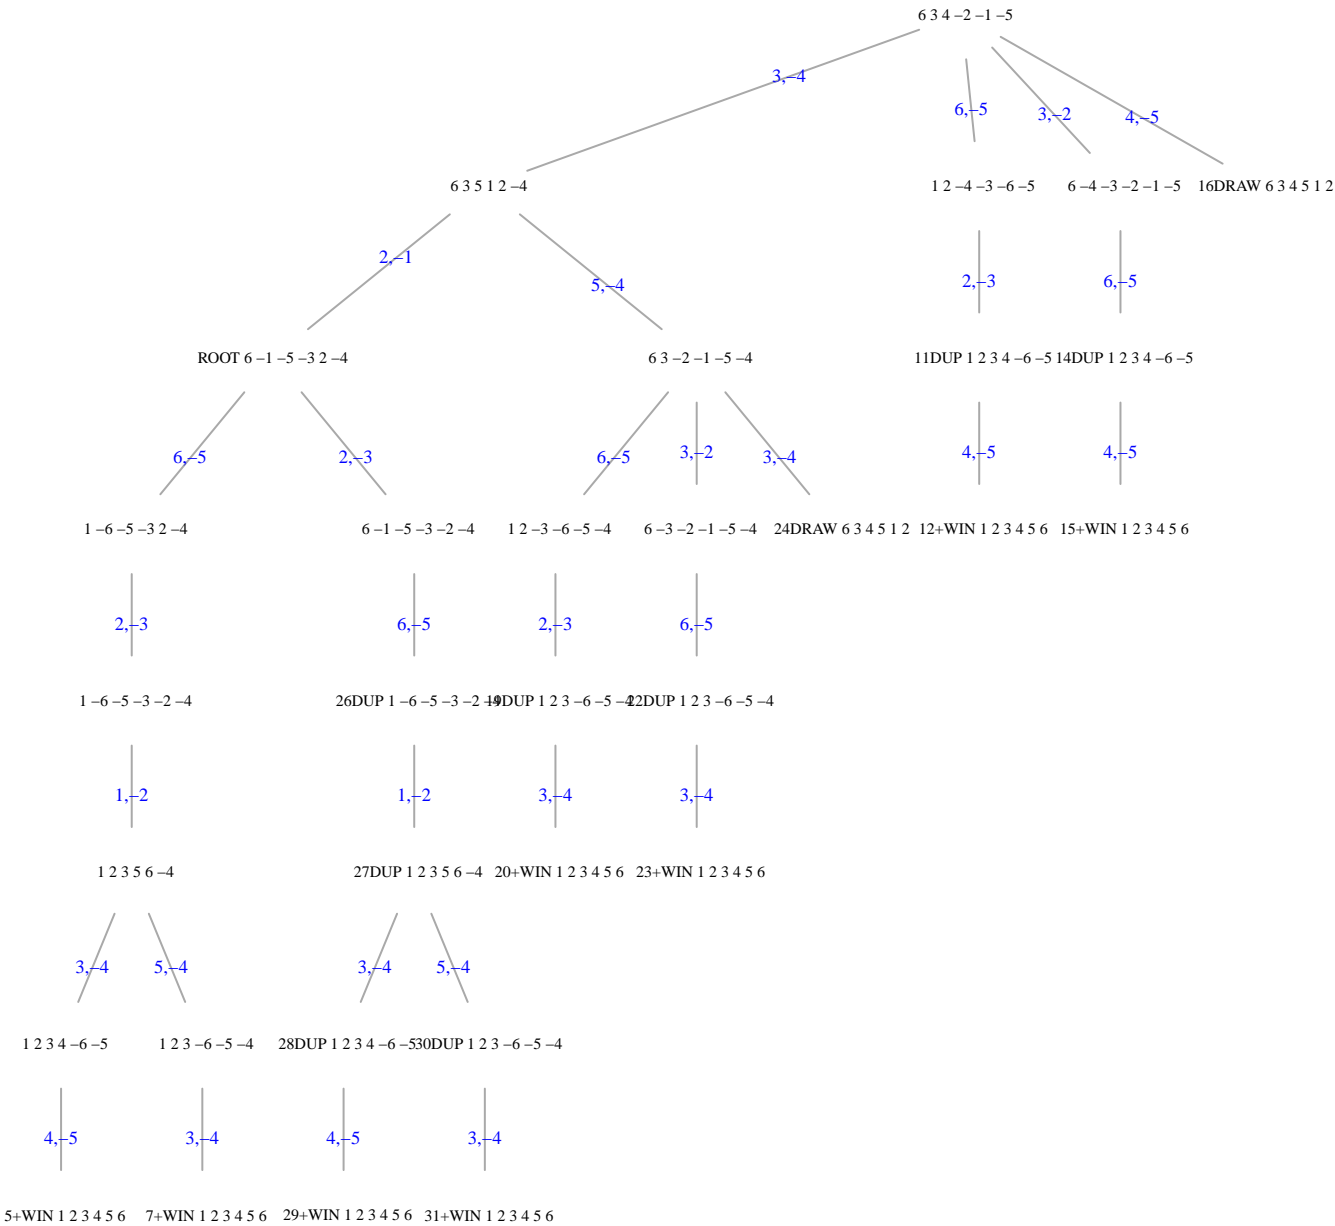 6 3 4 −2 −1 −5
3,−4
6,−5
3,−2
4,−5
6 3 5 1 2 −4
1 2 −4 −3 −6 −5
6 −4 −3 −2 −1 −5
16DRAW 6 3 4 5 1 2
2,−1
5,−4
2,−3
6,−5
ROOT 6 −1 −5 −3 2 −4
6 3 −2 −1 −5 −4
11DUP 1 2 3 4 −6 −5
14DUP 1 2 3 4 −6 −5
6,−5
2,−3
6,−5
3,−2
3,−4
4,−5
4,−5
1 −6 −5 −3 2 −4
6 −1 −5 −3 −2 −4
1 2 −3 −6 −5 −4
6 −3 −2 −1 −5 −4
24DRAW 6 3 4 5 1 2
12+WIN 1 2 3 4 5 6
15+WIN 1 2 3 4 5 6
2,−3
6,−5
2,−3
6,−5
1 −6 −5 −3 −2 −4
26DUP 1 −6 −5 −3 −2 −4
19DUP 1 2 3 −6 −5 −4
22DUP 1 2 3 −6 −5 −4
1,−2
1,−2
3,−4
3,−4
1 2 3 5 6 −4
27DUP 1 2 3 5 6 −4
20+WIN 1 2 3 4 5 6
23+WIN 1 2 3 4 5 6
3,−4
5,−4
3,−4
5,−4
1 2 3 4 −6 −5
1 2 3 −6 −5 −4
28DUP 1 2 3 4 −6 −5
30DUP 1 2 3 −6 −5 −4
4,−5
3,−4
4,−5
3,−4
5+WIN 1 2 3 4 5 6
7+WIN 1 2 3 4 5 6
29+WIN 1 2 3 4 5 6
31+WIN 1 2 3 4 5 6